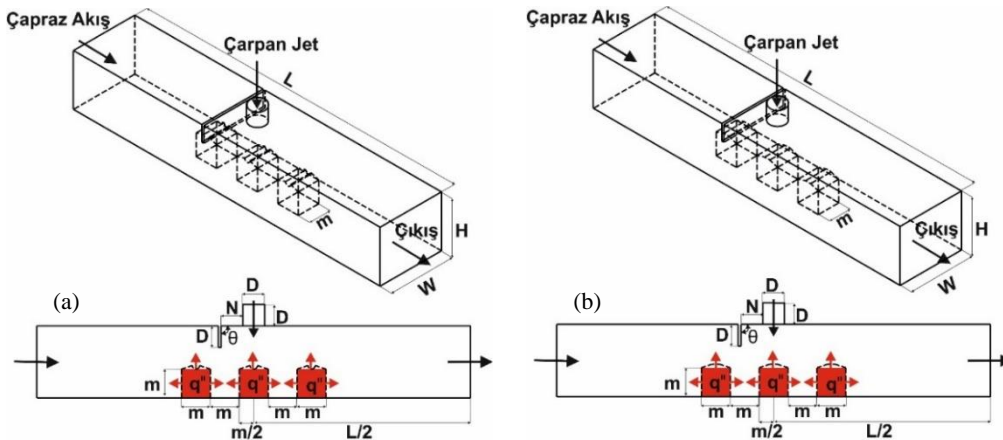 Çapraz Akış
Çarpan Jet
L
m
Çıkış
H
W
(a)
D
N
D
D
θ
m
q"
q"
q"
m
m
m
m
m/2
L/2
Çapraz Akış
Çarpan Jet
L
m
Çıkış
H
W
(b)
D
N
D
D
θ
m
q"
q"
q"
m
m
m
m
m/2
L/2